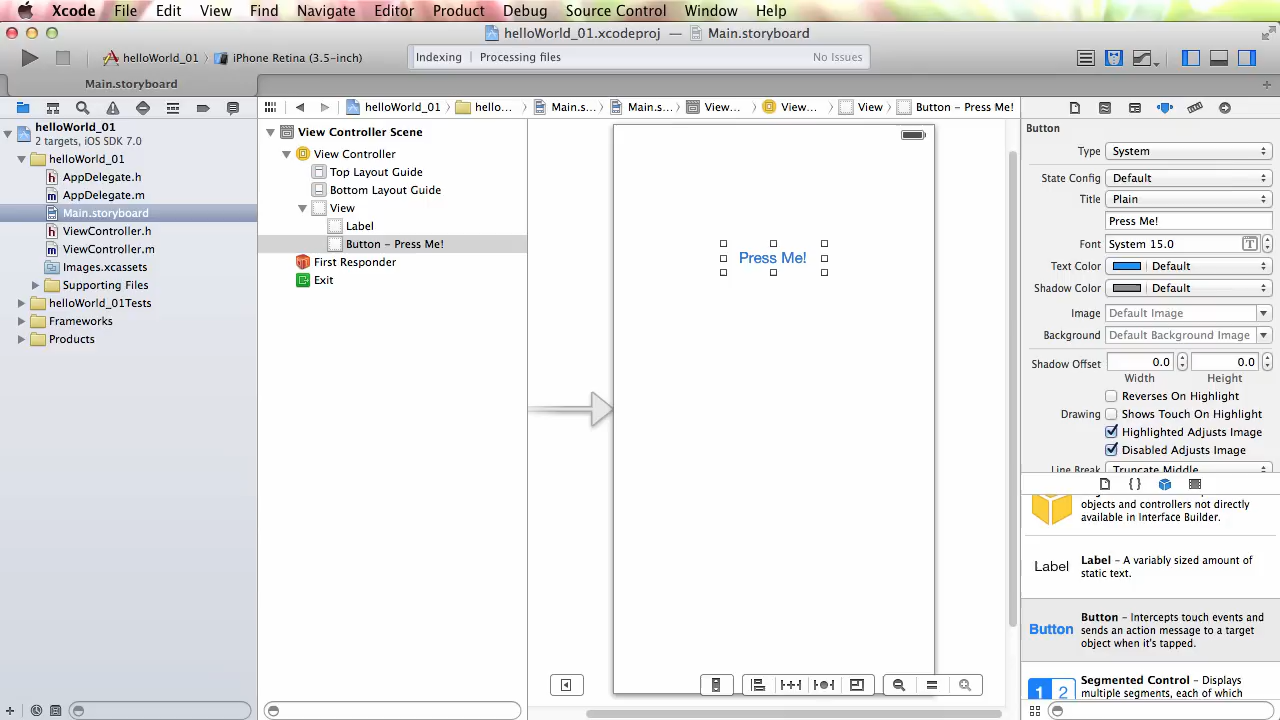 Xcode File Edit View Find Navigate Editor Product Debug Source Control Window Help
helloWorld_01.xcodeproj — Main.storyboard
helloWorld_01 iPhone Retina (3.5-inch)
Indexing Processing files No Issues
Main.storyboard
helloWorld_01 hello... Main.s... Main.s... View... View... View Button – Press Me!
helloWorld_01
2 targets, iOS SDK 7.0
helloWorld_01
AppDelegate.h
AppDelegate.m
Main.storyboard
ViewController.h
ViewController.m
Images.xcassets
Supporting Files
helloWorld_01Tests
Frameworks
Products
View Controller Scene
View Controller
Top Layout Guide
Bottom Layout Guide
View
Label
Button – Press Me!
First Responder
Exit
Press Me!
Button
Type System
State Config Default
Title Plain
Press Me!
Font System 15.0
Text Color Default
Shadow Color Default
Image Default Image
Background Default Background Image
Shadow Offset 0.0 0.0
Width Height
Reverses On Highlight
Drawing Shows Touch On Highlight
Highlighted Adjusts Image
Disabled Adjusts Image
Line Break Truncate Middle
objects and controllers not directly
available in Interface Builder.
Label Label – A variably sized amount of
static text.
Button Button – Intercepts touch events and
sends an action message to a target
object when it's tapped.
1 2 Segmented Control – Displays
multiple segments, each of which